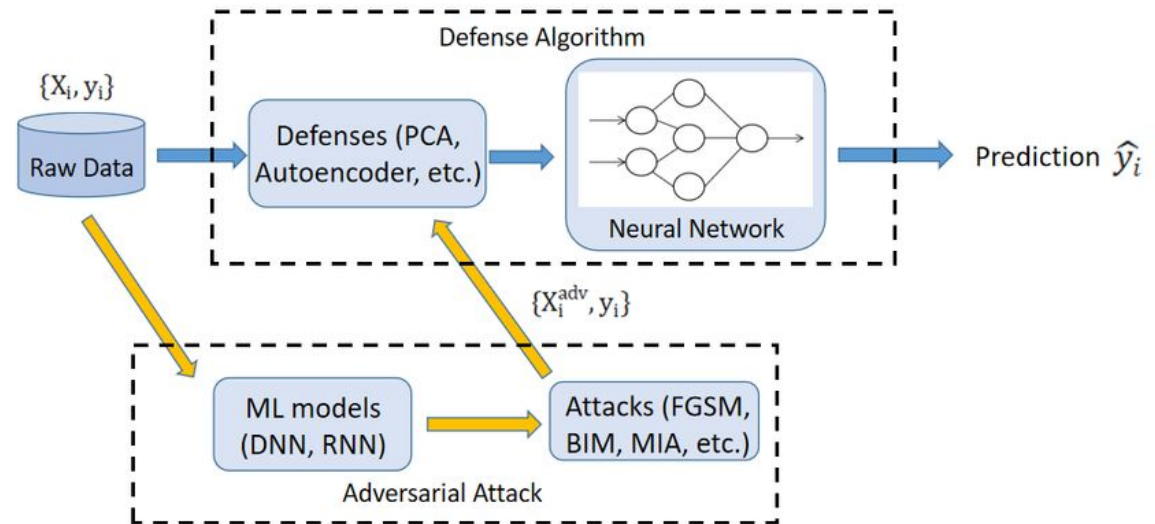 Defense Algorithm
{Xᵢ, yᵢ}
Raw Data
Defenses (PCA,
Autoencoder, etc.)
Neural Network
Prediction ŷᵢ
{Xᵢᵃᵈᵛ, yᵢ}
ML models
(DNN, RNN)
Attacks (FGSM,
BIM, MIA, etc.)
Adversarial Attack